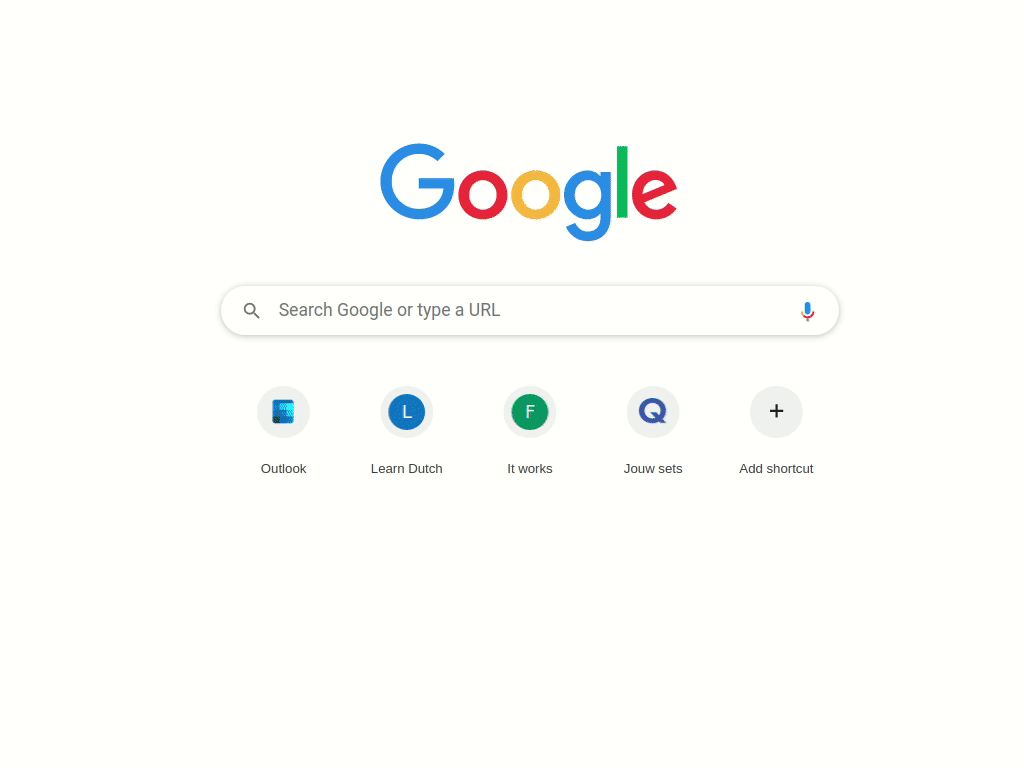 Google
Search Google or type a URL
L
F
Q
+
Outlook
Learn Dutch
It works
Jouw sets
Add shortcut